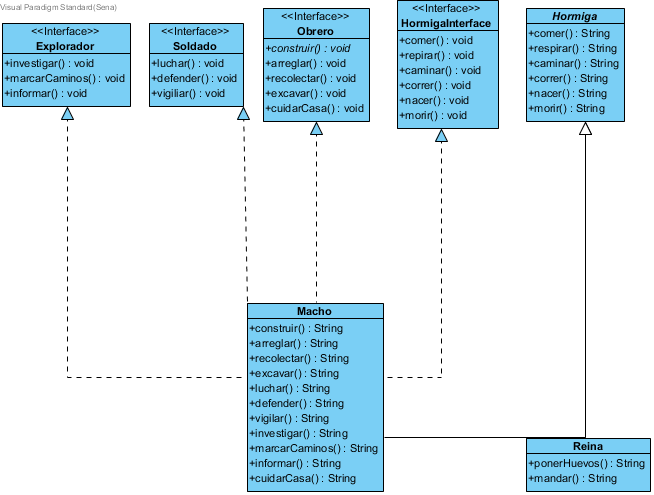 Visual Paradigm Standard(Sena)
<<Interface>>
Explorador
+investigar() : void
+marcarCaminos() : void
+informar() : void
<<Interface>>
Soldado
+luchar() : void
+defender() : void
+vigiliar() : void
<<Interface>>
Obrero
+construir() : void
+arreglar() : void
+recolectar() : void
+excavar() : void
+cuidarCasa() : void
<<Interface>>
HormigaInterface
+comer() : void
+repirar() : void
+caminar() : void
+correr() : void
+nacer() : void
+morir() : void
Hormiga
+comer() : String
+respirar() : String
+caminar() : String
+correr() : String
+nacer() : String
+morir() : String
Macho
+construir() : String
+arreglar() : String
+recolectar() : String
+excavar() : String
+luchar() : String
+defender() : String
+vigilar() : String
+investigar() : String
+marcarCaminos() : String
+informar() : String
+cuidarCasa() : String
Reina
+ponerHuevos() : String
+mandar() : String